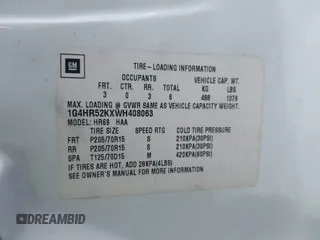 GM
TIRE-LOADING INFORMATION
OCCUPANTS VEHICLE CAP. WT.
FRT CTR RR TOTAL KG LBS
3 0 3 6 488 1078
MAX. LOADING @ GVWR SAME AS VEHICLE CAPACITY WEIGHT.
1G4HR52KXWH408063
MODEL: HR69 HAA
TIRE SIZE SPEED RTG COLD TIRE PRESSURE
FRT P205/70R15 S 210KPA(30PSI)
RR P205/70R15 S 210KPA(30PSI)
SPA T125/70D15 M 420KPA(60PSI)
IF TIRES ARE HOT, ADD 28KPA(4LBS)
SEE OWNER'S MANUAL FOR ADDITIONAL INFORMATION
DREAMBID